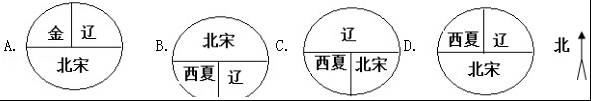 A. 金 辽 北宋
B. 北宋 西夏 辽
C. 辽 西夏 北宋
D. 西夏 辽 北宋
北